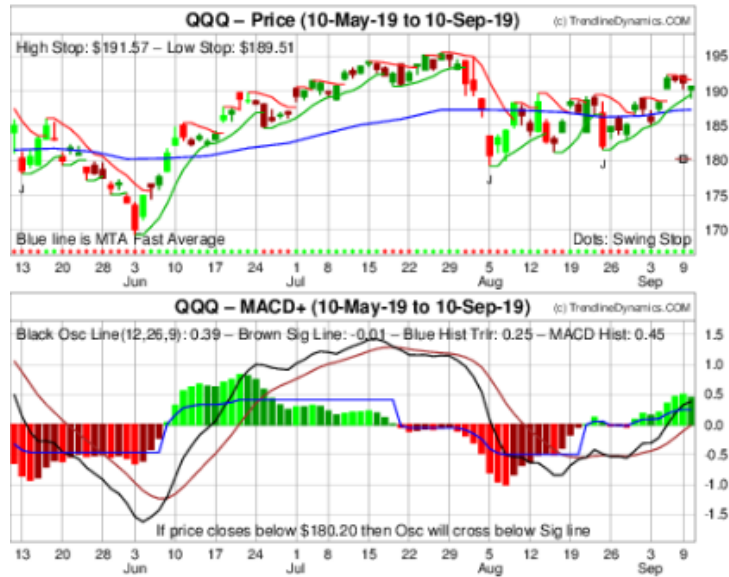 QQQ – Price (10-May-19 to 10-Sep-19) (c) TrendlineDynamics.COM
High Stop: $191.57 – Low Stop: $189.51
195
190
185
180
175
170
J
J
J
Blue line is MTA Fast Average Dots: Swing Stop
13 20 28 3 10 17 24 1 8 15 22 29 5 12 19 26 3 9
Jun Jul Aug Sep
QQQ – MACD+ (10-May-19 to 10-Sep-19) (c) TrendlineDynamics.COM
Black Osc Line(12,26,9): 0.39 – Brown Sig Line: -0.01 – Blue Hist Trlr: 0.25 – MACD Hist: 0.45
1.5
1.0
0.5
0.0
-0.5
-1.0
-1.5
If price closes below $180.20 then Osc will cross below Sig line
13 20 28 3 10 17 24 1 8 15 22 29 5 12 19 26 3 9
Jun Jul Aug Sep